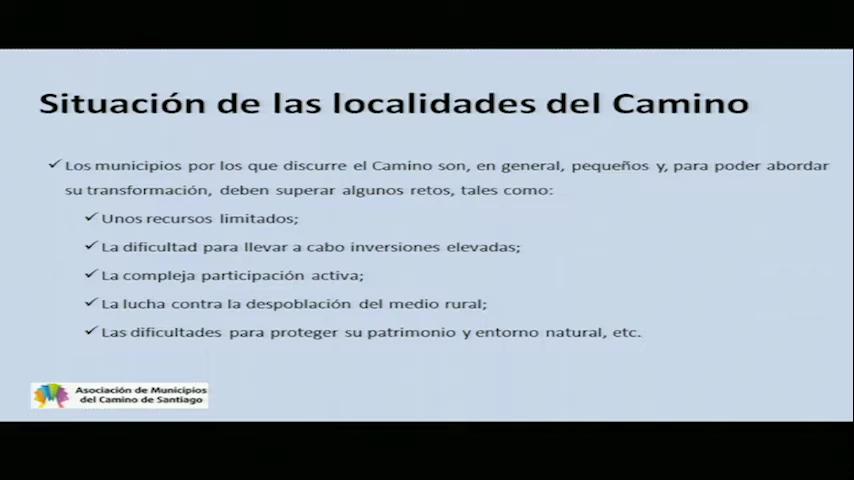 Situación de las localidades del Camino
✓ Los municipios por los que discurre el Camino son, en general, pequeños y, para poder abordar
su transformación, deben superar algunos retos, tales como:
✓ Unos recursos limitados;
✓ La dificultad para llevar a cabo inversiones elevadas;
✓ La compleja participación activa;
✓ La lucha contra la despoblación del medio rural;
✓ Las dificultades para proteger su patrimonio y entorno natural, etc.
Asociación de Municipios
del Camino de Santiago